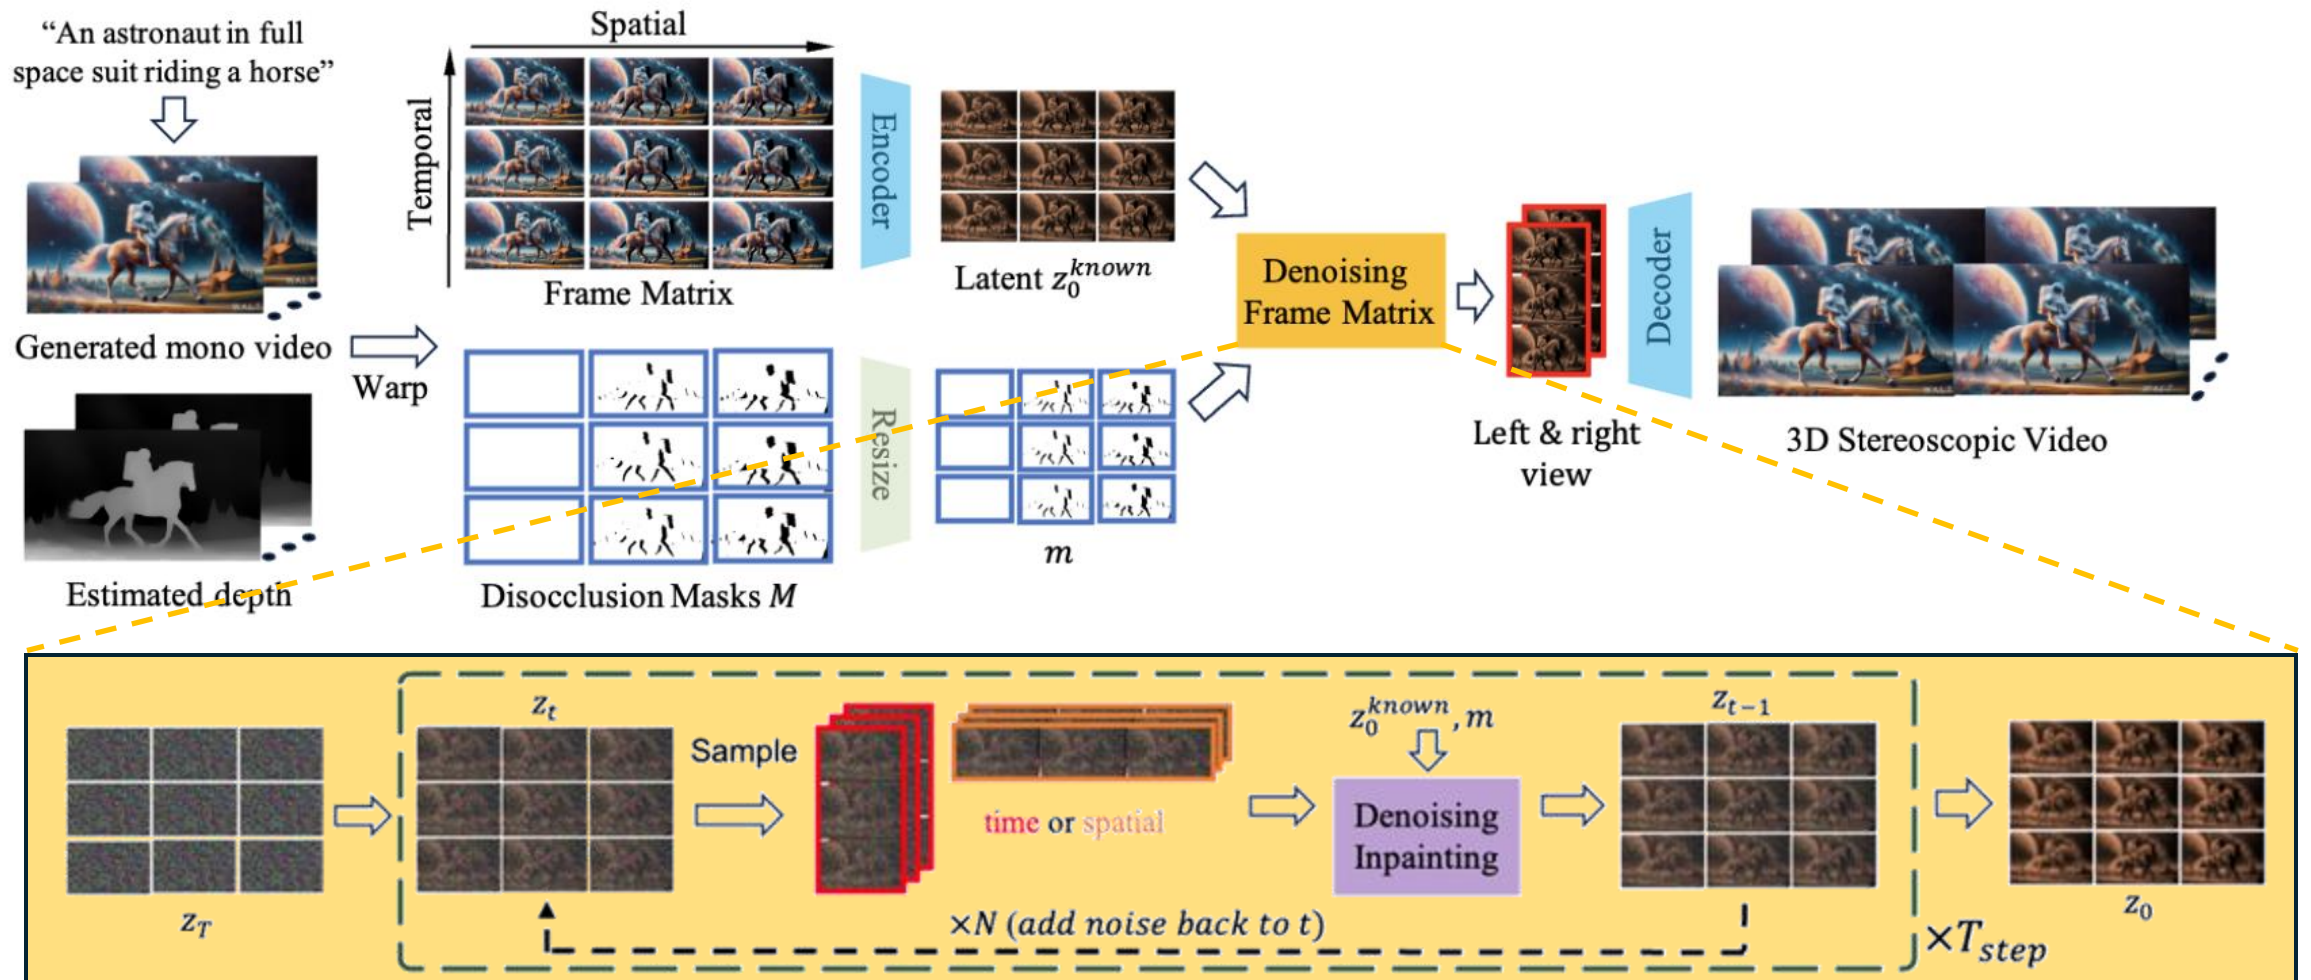 “An astronaut in full
space suit riding a horse”
Generated mono video
Estimated depth
Warp
Spatial
Temporal
Frame Matrix
Disocclusion Masks M
Encoder
Resize
Latent z_0^{known}
m
Denoising
Frame Matrix
Left & right
view
Decoder
3D Stereoscopic Video
z_T
z_t
Sample
time or spatial
z_0^{known}, m
Denoising
Inpainting
z_{t-1}
×N (add noise back to t)
×T_{step}
z_0